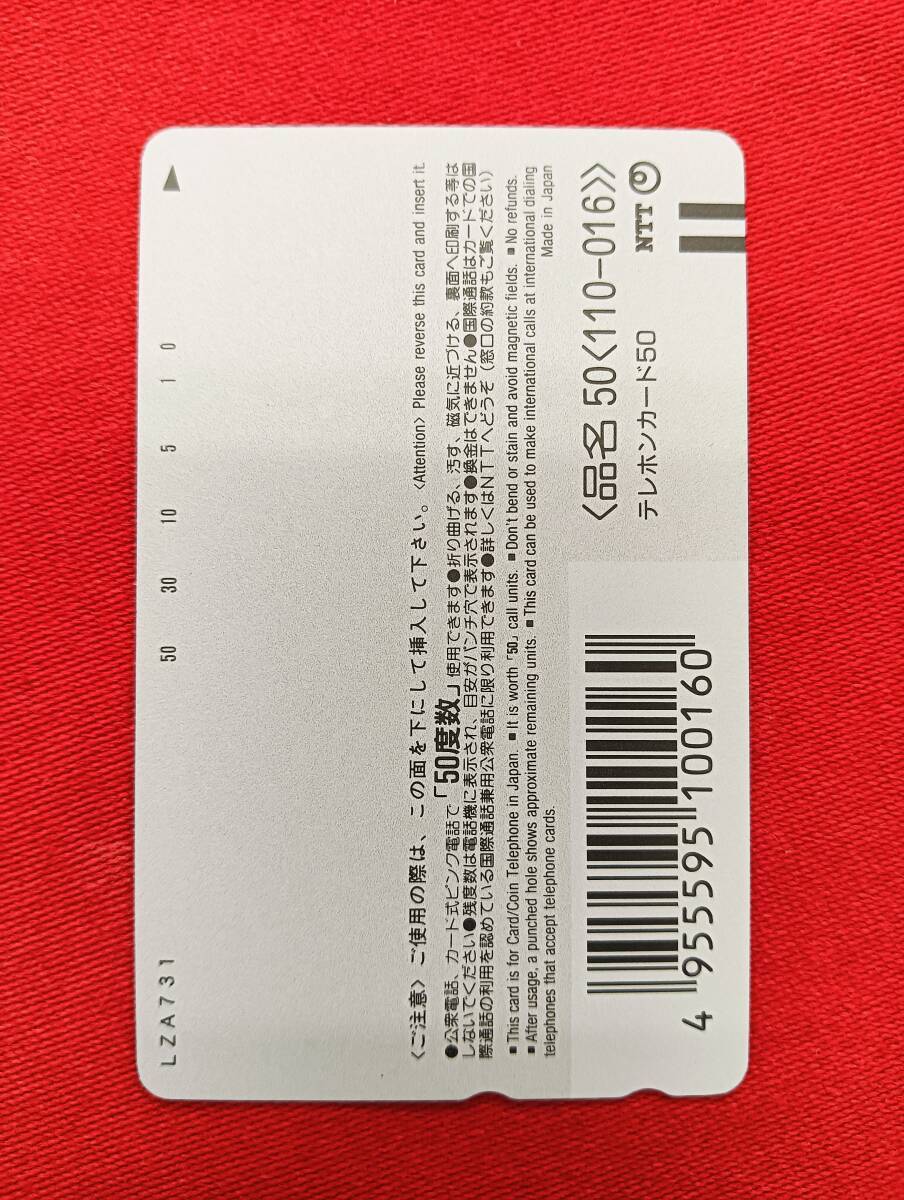 LZA731
50 30 10 5 1 0
〈ご注意〉ご使用の際は、この面を下にして挿入して下さい。〈Attention〉Please reverse this card and insert it.
●公衆電話、カード式ピンク電話で「50度数」使用できます●折り曲げる、汚す、磁気に近づける、裏面へ印刷する等は
しないでください●残度数は電話機に表示され、目安がパンチ穴で表示されます●換金はできません●国際通話はカードでの国
際通話の利用を認めている国際通話兼用公衆電話に限り利用できます●詳しくはNTTへどうぞ（窓口の約款もご覧ください）
■This card is for Card/Coin Telephone in Japan. ■It is worth「50」call units. ■Don't bend or stain and avoid magnetic fields. ■No refunds.
■After usage, a punched hole shows approximate remaining units. ■This card can be used to make international calls at international dialing
telephones that accept telephone cards. Made in Japan
〈品名 50〈110-016〉〉
テレホンカード50 NTT
4 955595 100160